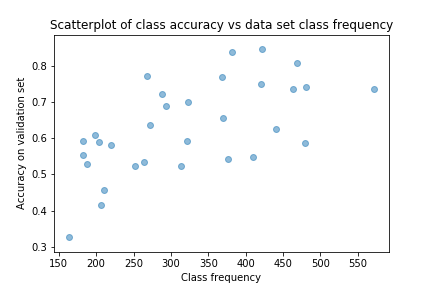 Scatterplot of class accuracy vs data set class frequency
Accuracy on validation set
0.8
0.7
0.6
0.5
0.4
0.3
150 200 250 300 350 400 450 500 550
Class frequency